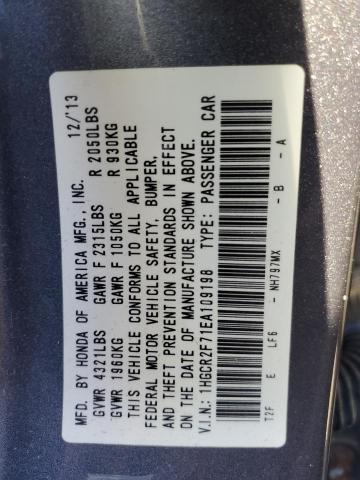 MFD. BY HONDA OF AMERICA MFG., INC. 12/'13
GVWR 4321LBS GAWR F 2315LBS R 2050LBS
GVWR 1960KG GAWR F 1050KG R 930KG
THIS VEHICLE CONFORMS TO ALL APPLICABLE
FEDERAL MOTOR VEHICLE SAFETY, BUMPER,
AND THEFT PREVENTION STANDARDS IN EFFECT
ON THE DATE OF MANUFACTURE SHOWN ABOVE.
V.I.N.: 1HGCR2F71EA109198 PASSENGER CAR
T2F E LF6 - NH797MX - B - A